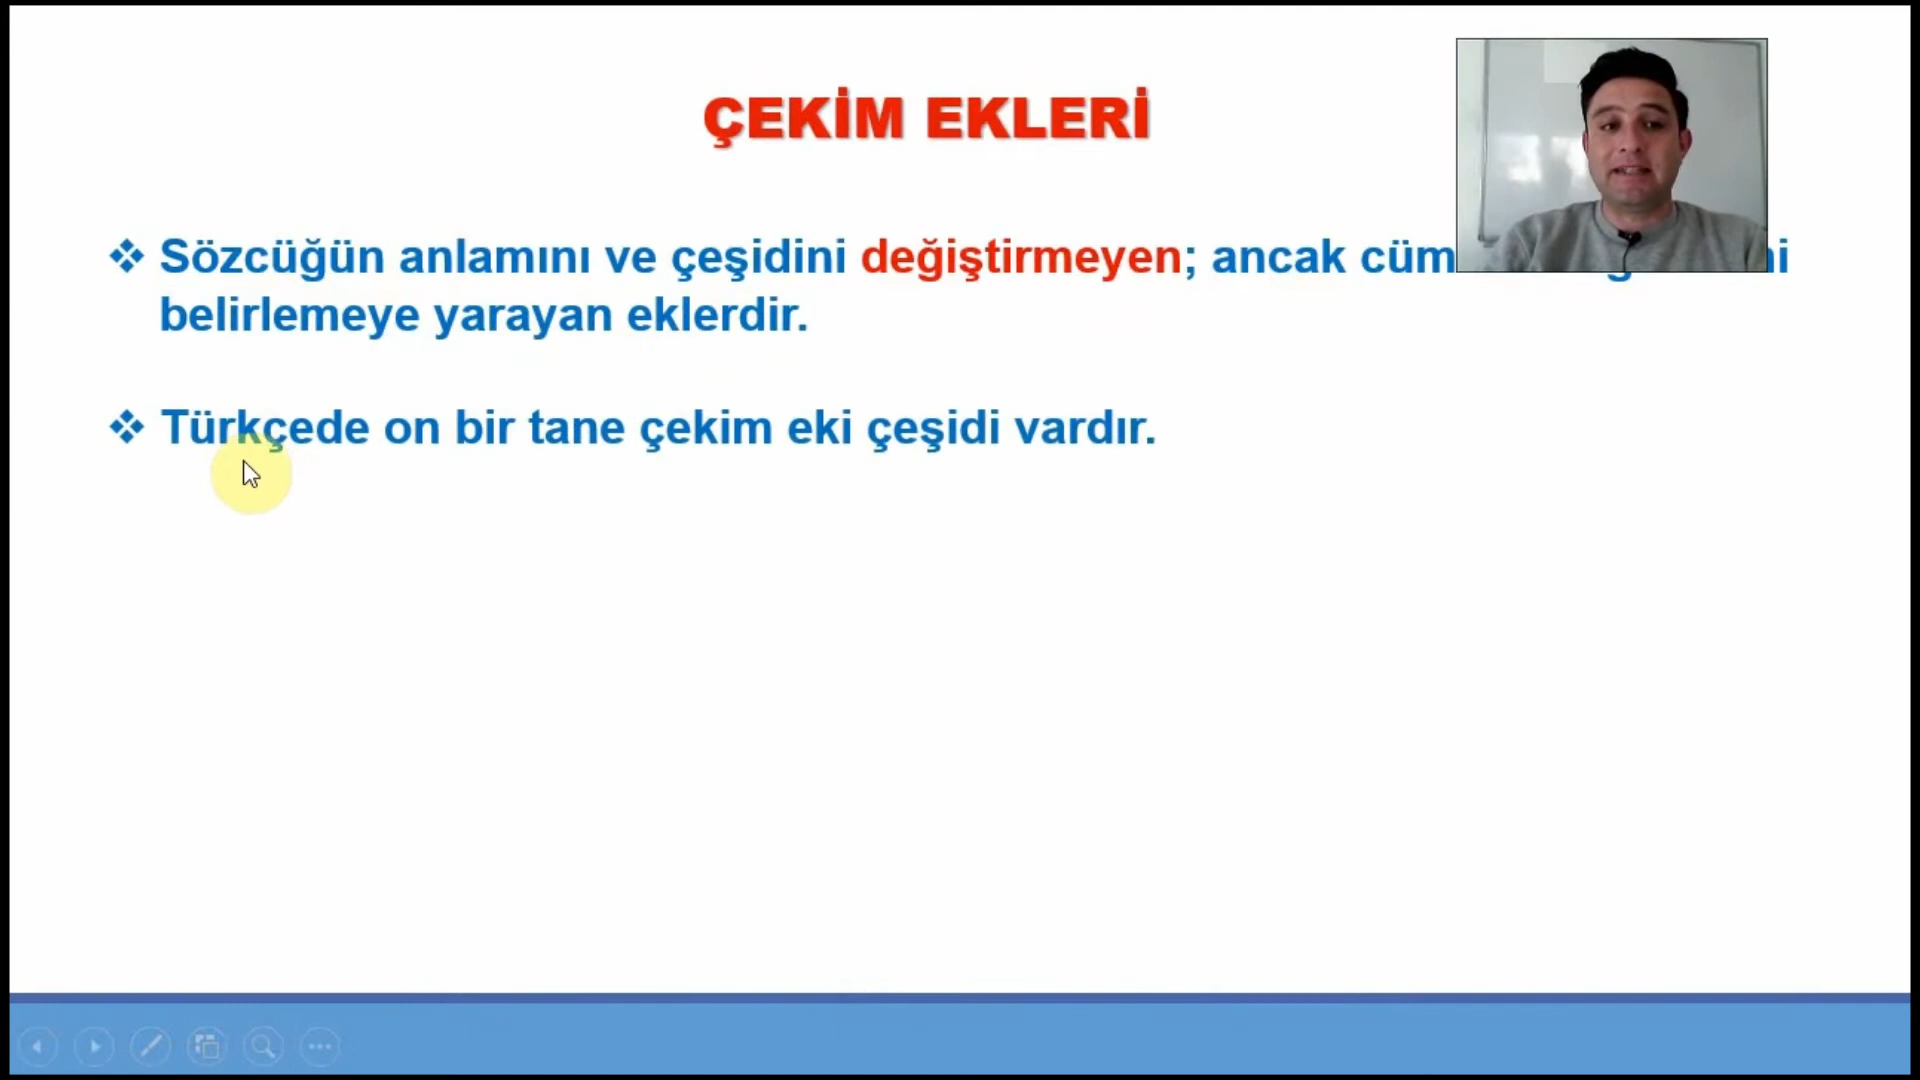 ÇEKİM EKLERİ
Sözcüğün anlamını ve çeşidini değiştirmeyen; ancak
belirlemeye yarayan eklerdir.
Türkçede on bir tane çekim eki çeşidi vardır.